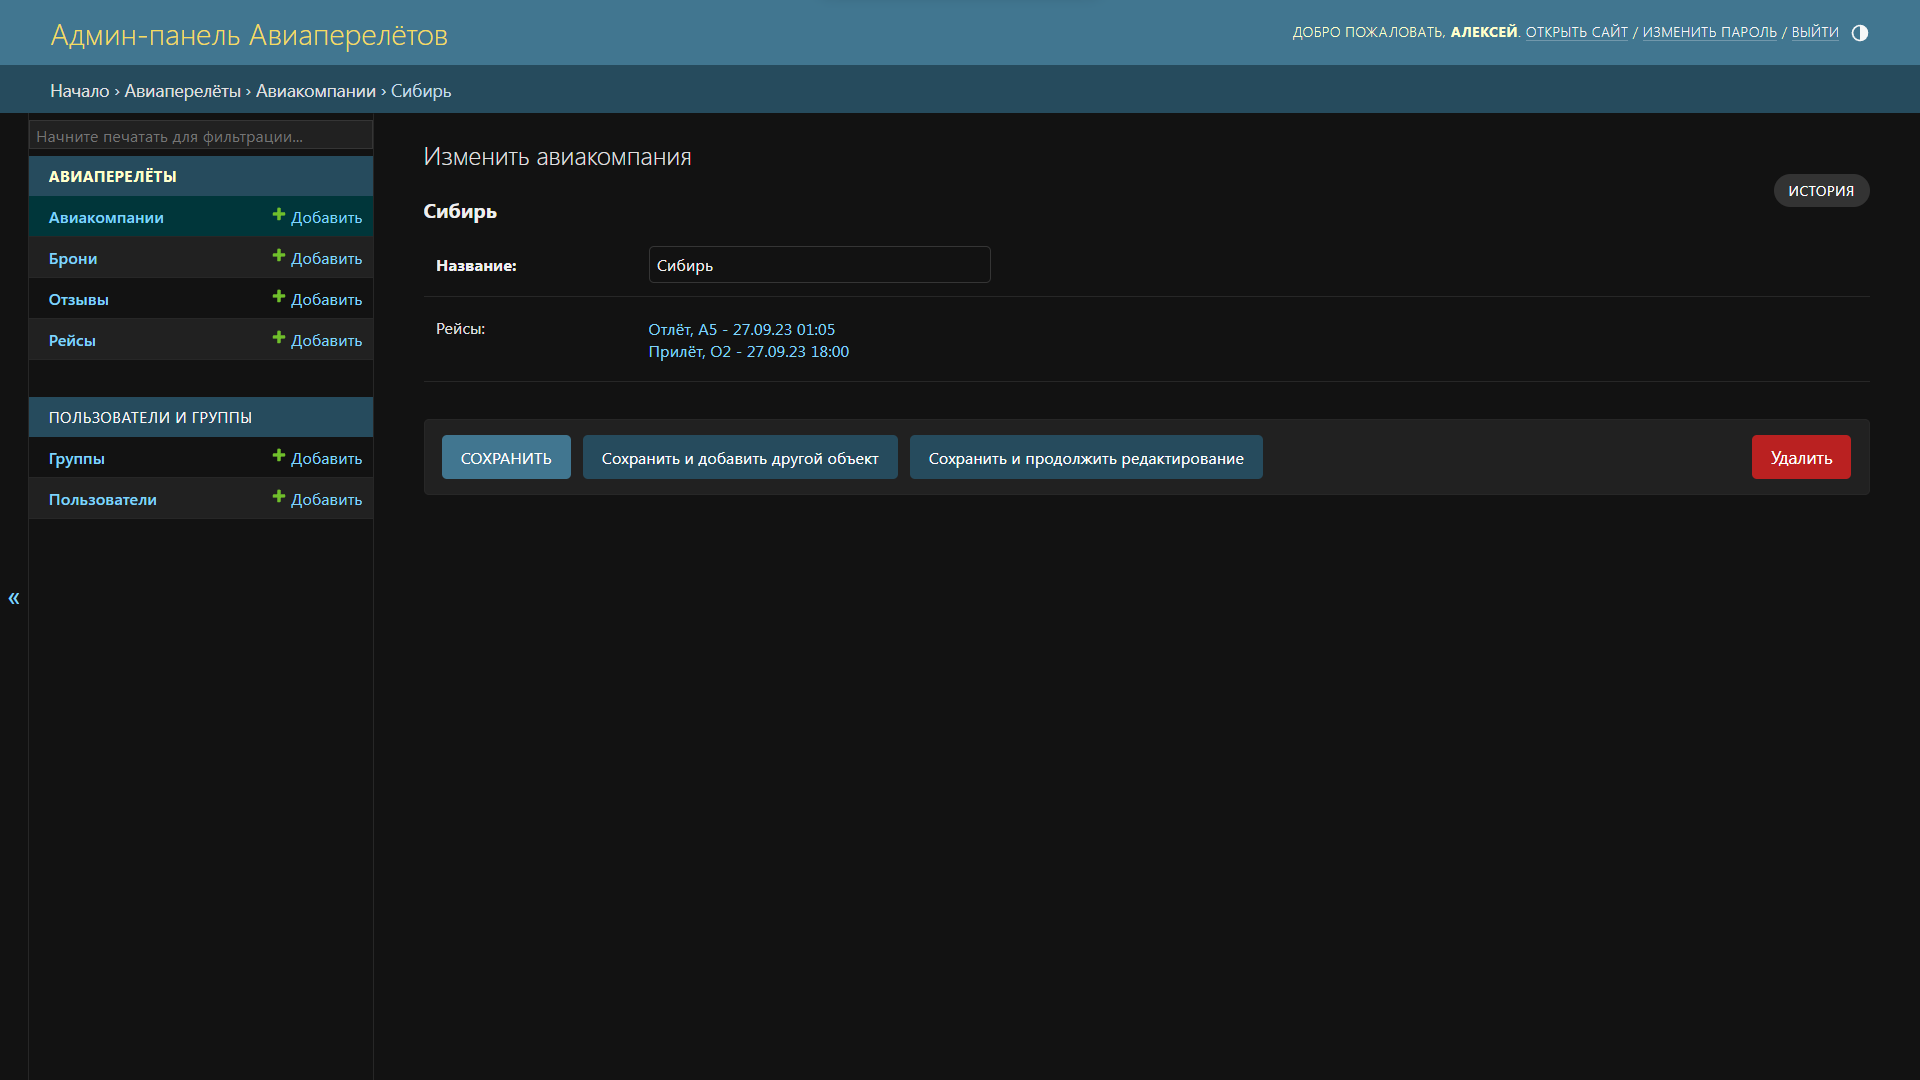 Админ-панель Авиаперелётов
ДОБРО ПОЖАЛОВАТЬ, АЛЕКСЕЙ. ОТКРЫТЬ САЙТ / ИЗМЕНИТЬ ПАРОЛЬ / ВЫЙТИ
Начало › Авиаперелёты › Авиакомпании › Сибирь
Начните печатать для фильтрации...
АВИАПЕРЕЛЁТЫ
Авиакомпании Добавить
Брони Добавить
Отзывы Добавить
Рейсы Добавить
ПОЛЬЗОВАТЕЛИ И ГРУППЫ
Группы Добавить
Пользователи Добавить
«
Изменить авиакомпания
ИСТОРИЯ
Сибирь
Название: Сибирь
Рейсы: Отлёт, A5 - 27.09.23 01:05
Прилёт, O2 - 27.09.23 18:00
СОХРАНИТЬ Сохранить и добавить другой объект Сохранить и продолжить редактирование Удалить